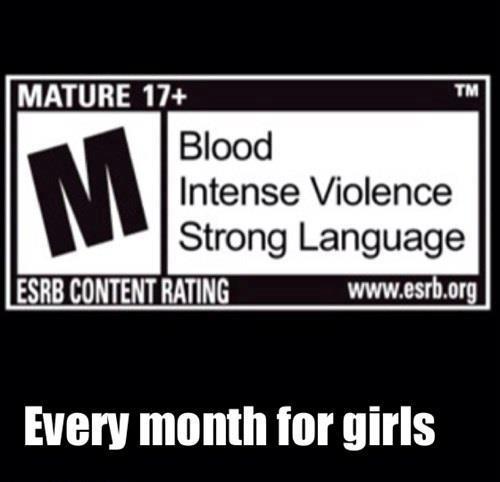 MATURE 17+
TM
M
Blood
Intense Violence
Strong Language
ESRB CONTENT RATING
www.esrb.org
Every month for girls